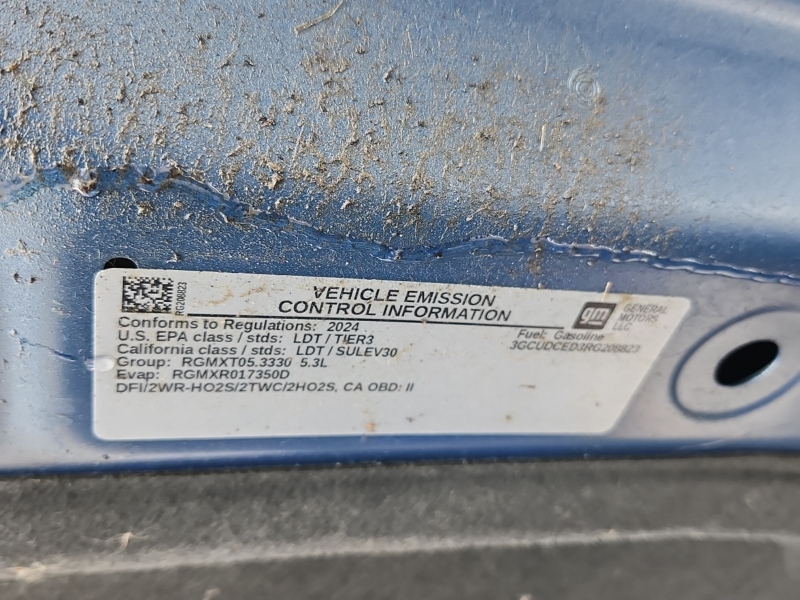 RG208823
VEHICLE EMISSION
CONTROL INFORMATION
gm
GENERAL
MOTORS
LLC
Conforms to Regulations: 2024
U.S. EPA class / stds: LDT / TIER3
California class / stds: LDT / SULEV30
Group: RGMXT05.3330 5.3L
Evap: RGMXR017350D
DFI/2WR-HO2S/2TWC/2HO2S, CA OBD: II
Fuel: Gasoline
3GCUDCED3RG208823